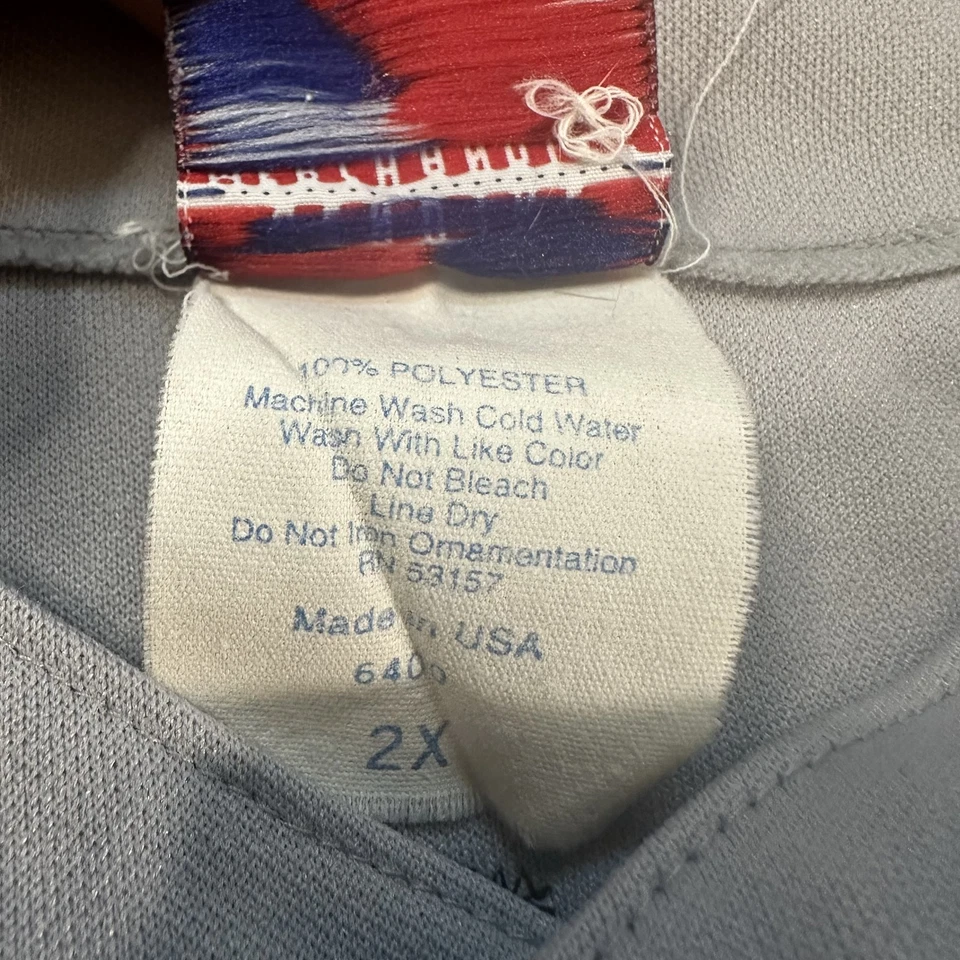 100% POLYESTER
Machine Wash Cold Water
Wash With Like Color
Do Not Bleach
Line Dry
Do Not Iron Ornamentation
RN 53157
Made in USA
2X